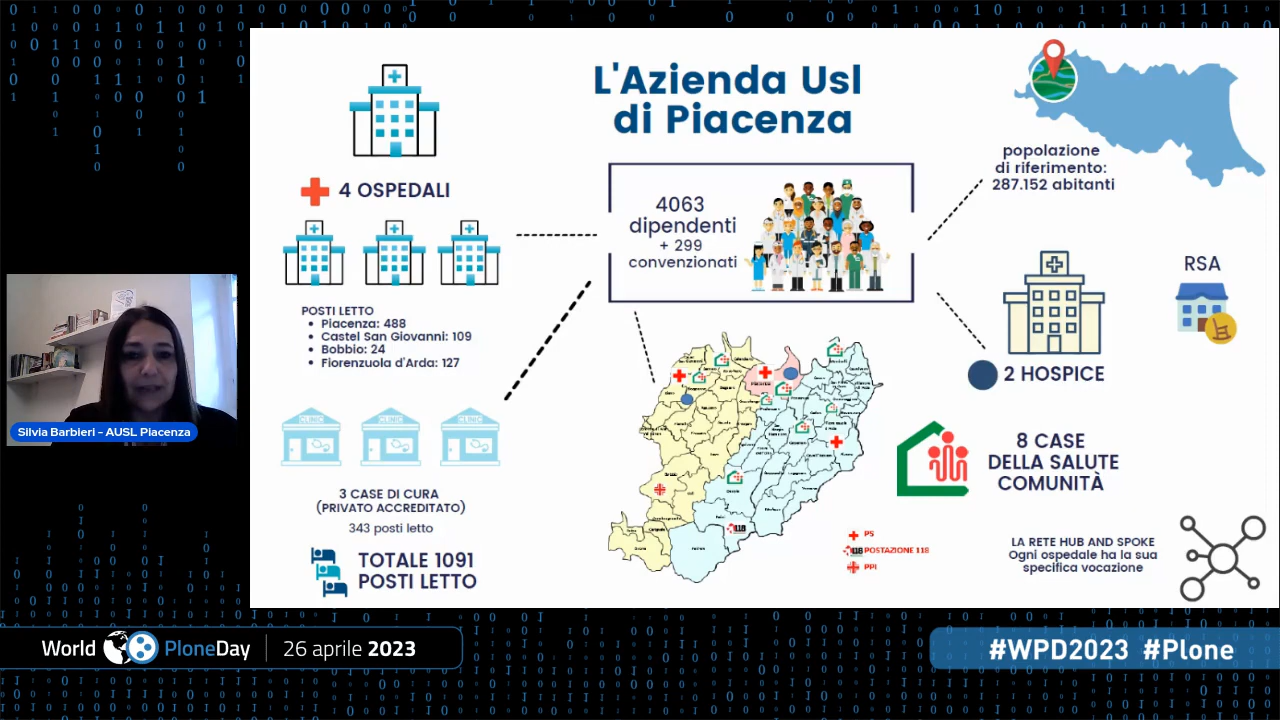 L'Azienda Usl
di Piacenza
4 OSPEDALI
POSTI LETTO
• Piacenza: 488
• Castel San Giovanni: 109
• Bobbio: 24
• Fiorenzuola d'Arda: 127
CLINIC
CLINIC
CLINIC
3 CASE DI CURA
(PRIVATO ACCREDITATO)
343 posti letto
TOTALE 1091
POSTI LETTO
4063
dipendenti
+ 299
convenzionati
118
PS
118 POSTAZIONE 118
PPI
popolazione
di riferimento:
287.152 abitanti
RSA
2 HOSPICE
8 CASE
DELLA SALUTE
COMUNITÀ
LA RETE HUB AND SPOKE
Ogni ospedale ha la sua
specifica vocazione
Silvia Barbieri - AUSL Piacenza
World PloneDay
26 aprile 2023
#WPD2023 #Plone